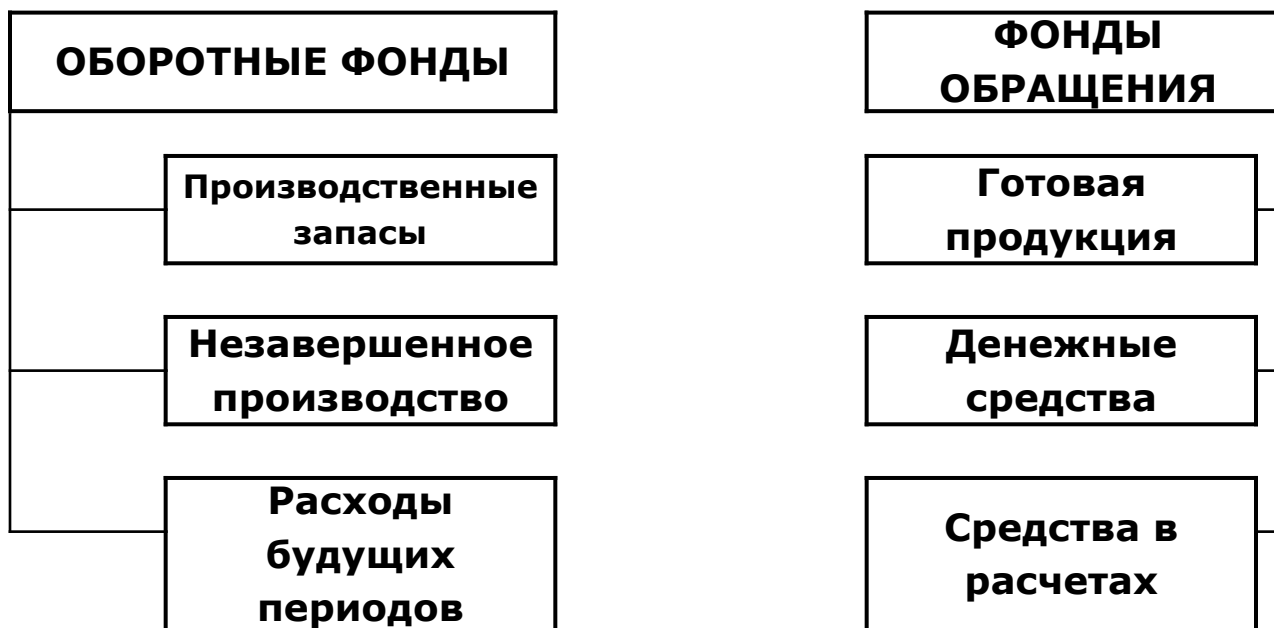 ОБОРОТНЫЕ ФОНДЫ
Производственные
запасы
Незавершенное
производство
Расходы
будущих
периодов
ФОНДЫ
ОБРАЩЕНИЯ
Готовая
продукция
Денежные
средства
Средства в
расчетах